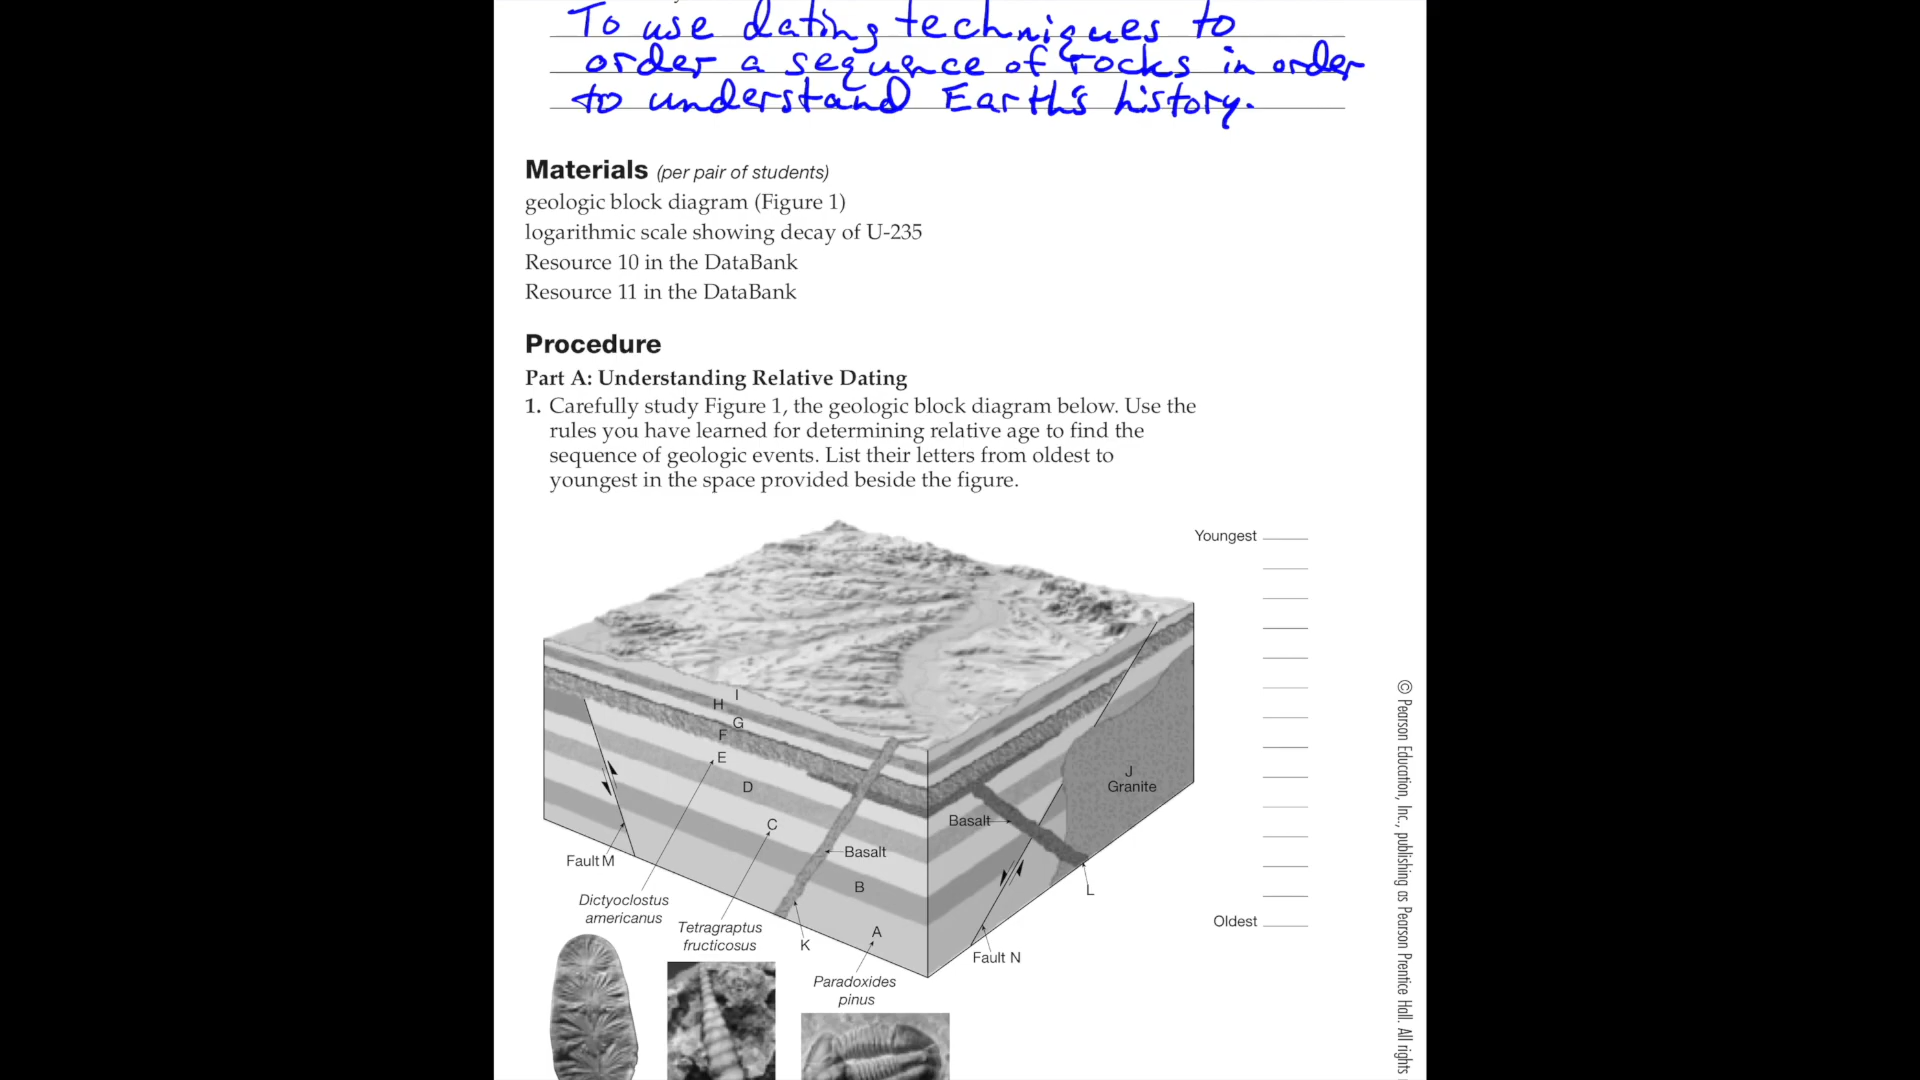 To use dating techniques to
order a sequence of rocks in order
to understand Earth's history.
Materials (per pair of students)
geologic block diagram (Figure 1)
logarithmic scale showing decay of U-235
Resource 10 in the DataBank
Resource 11 in the DataBank
Procedure
Part A: Understanding Relative Dating
1. Carefully study Figure 1, the geologic block diagram below. Use the
rules you have learned for determining relative age to find the
sequence of geologic events. List their letters from oldest to
youngest in the space provided beside the figure.
Youngest
I
H
G
F
E
D
C
B
A
J
Granite
Basalt
Basalt
Fault M
L
K
Fault N
Oldest
Dictyoclostus
americanus
Tetragraptus
fructicosus
Paradoxides
pinus
© Pearson Education, Inc., publishing as Pearson Prentice Hall. All rights